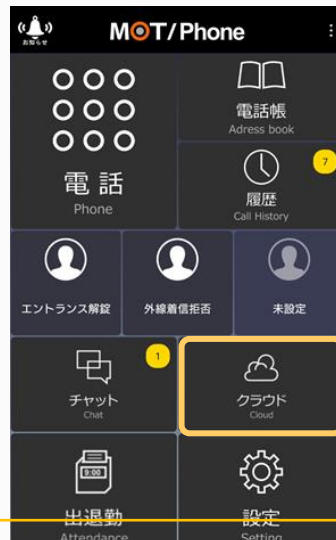 お知らせ
MOT/Phone
電話
Phone
電話帳
Adress book
7
履歴
Call History
エントランス解錠
外線着信拒否
未設定
1
チャット
Chat
クラウド
Cloud
9:00
出退勤
Attendance
設定
Setting